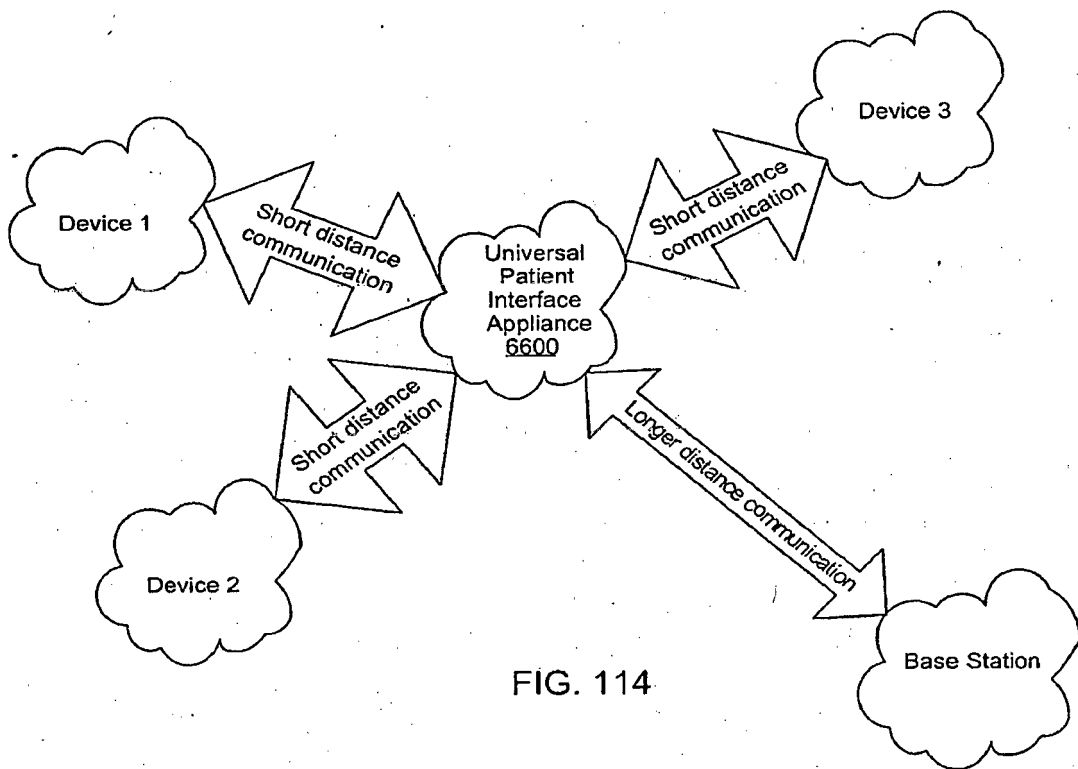 Device 3
Device 1
Short distance
communication
Short distance
communication
Universal
Patient
Interface
Appliance
6600
Short distance
communication
Longer distance communication
Device 2
Base Station
FIG. 114